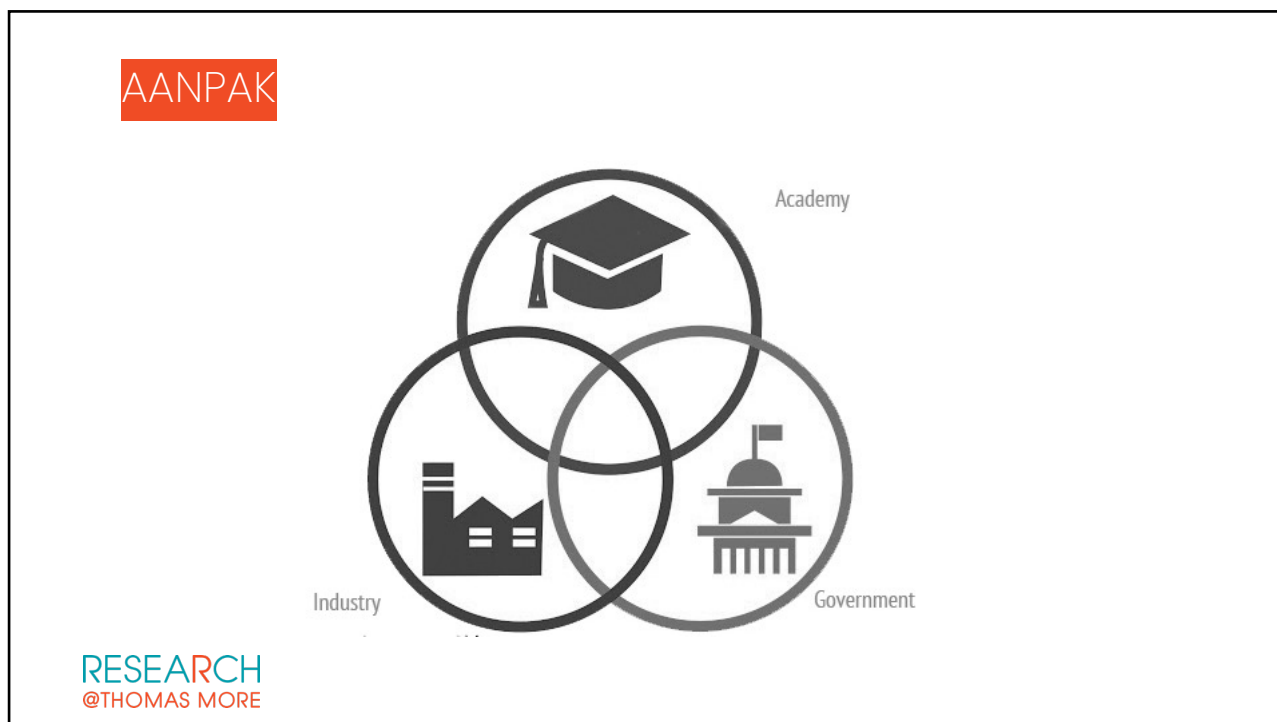 AANPAK
Academy
Industry
Government
RESEARCH
@THOMAS MORE